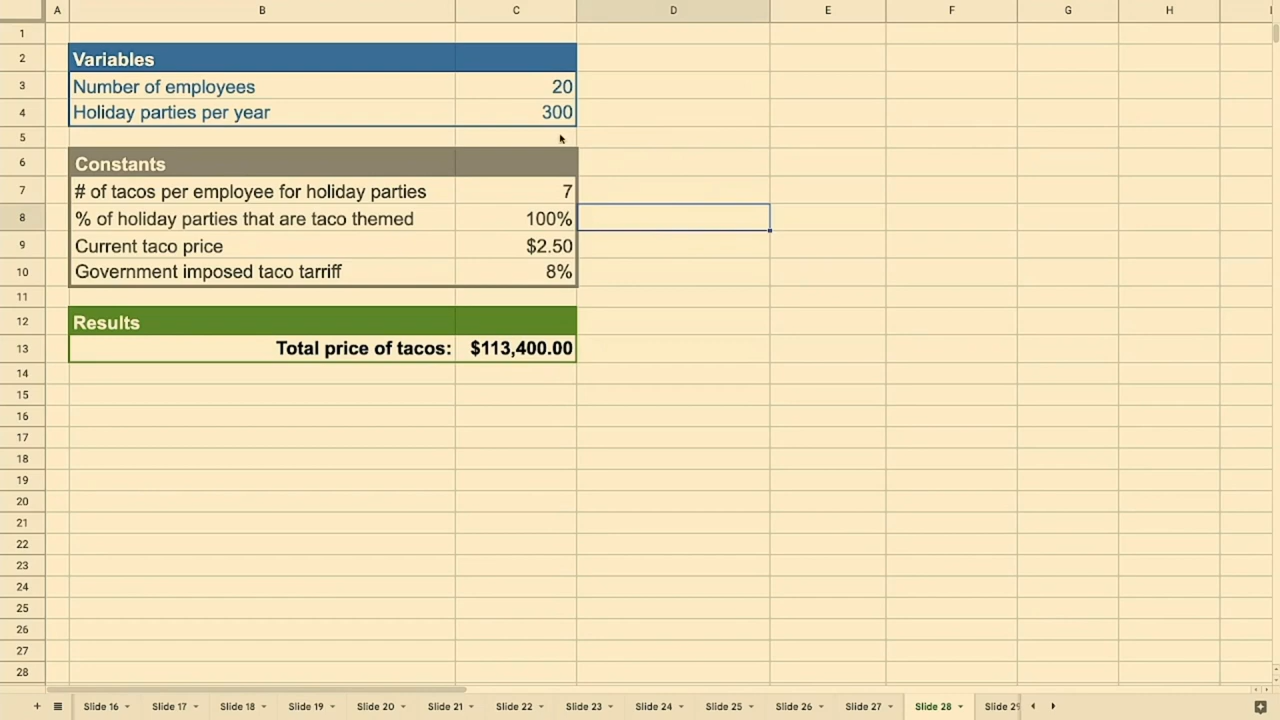 A B C D E F G H
1
2 Variables
3 Number of employees 20
4 Holiday parties per year 300
5
6 Constants
7 # of tacos per employee for holiday parties 7
8 % of holiday parties that are taco themed 100%
9 Current taco price $2.50
10 Government imposed taco tarriff 8%
11
12 Results
13 Total price of tacos: $113,400.00
14
15
16
17
18
19
20
21
22
23
24
25
26
27
28
+ Slide 16 Slide 17 Slide 18 Slide 19 Slide 20 Slide 21 Slide 22 Slide 23 Slide 24 Slide 25 Slide 26 Slide 27 Slide 28 Slide 29